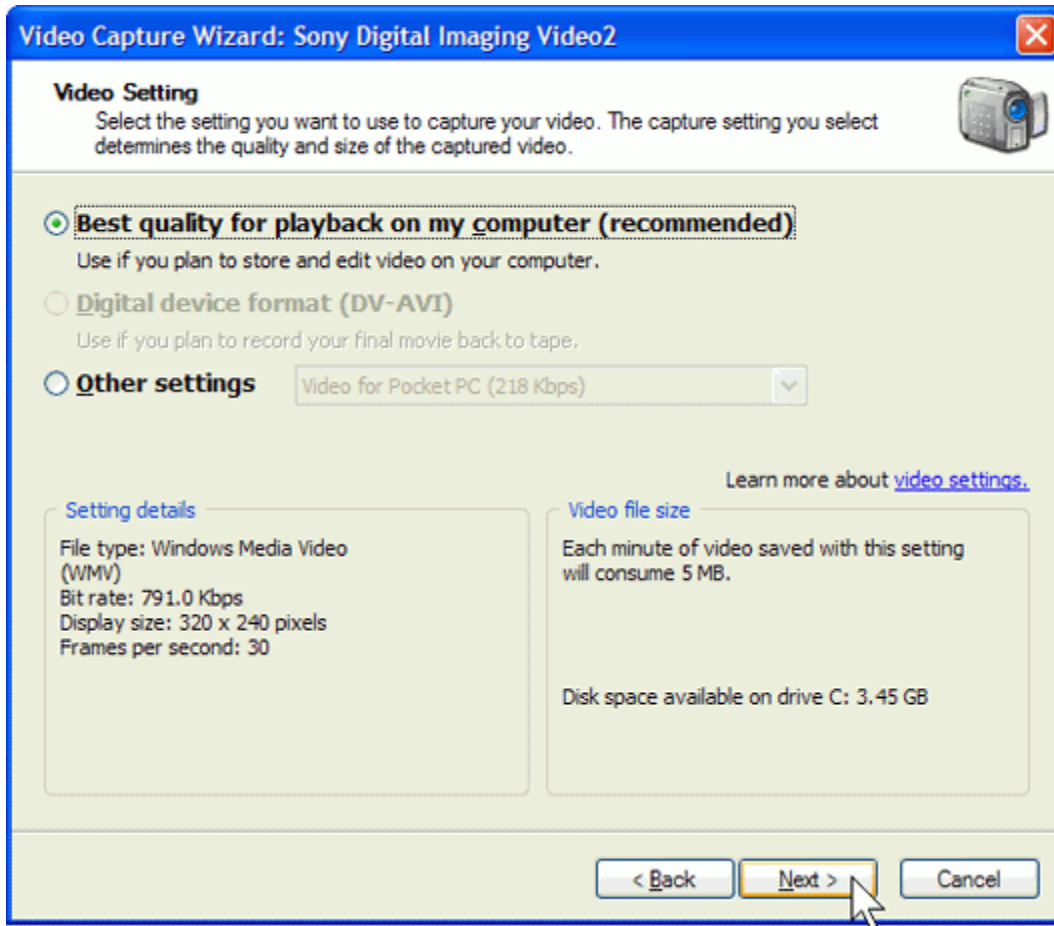 Video Capture Wizard: Sony Digital Imaging Video2
Video Setting
Select the setting you want to use to capture your video. The capture setting you select
determines the quality and size of the captured video.
Best quality for playback on my computer (recommended)
Use if you plan to store and edit video on your computer.
Digital device format (DV-AVI)
Use if you plan to record your final movie back to tape.
Other settings
Video for Pocket PC (218 Kbps)
Learn more about video settings.
Setting details
File type: Windows Media Video
(WMV)
Bit rate: 791.0 Kbps
Display size: 320 x 240 pixels
Frames per second: 30
Video file size
Each minute of video saved with this setting
will consume 5 MB.
Disk space available on drive C: 3.45 GB
< Back
Next >
Cancel